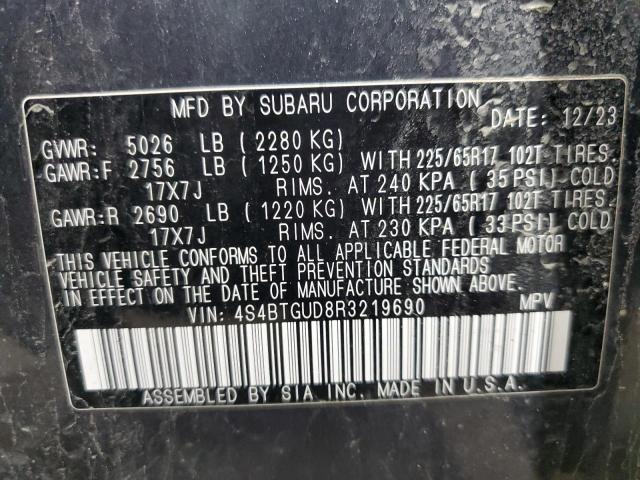 MFD BY SUBARU CORPORATION DATE: 12/23
GVWR: 5026 LB ( 2280 KG)
GAWR:F 2756 LB ( 1250 KG) WITH 225/65R17 102T TIRES.
17X7J RIMS. AT 240 KPA ( 35 PSI) COLD
GAWR:R 2690 LB ( 1220 KG) WITH 225/65R17 102T TIRES.
17X7J RIMS. AT 230 KPA ( 33 PSI) COLD
THIS VEHICLE CONFORMS TO ALL APPLICABLE FEDERAL MOTOR
VEHICLE SAFETY AND THEFT PREVENTION STANDARDS
IN EFFECT ON THE DATE OF MANUFACTURE SHOWN ABOVE.
VIN: 4S4BTGUD8R3219690 MPV
ASSEMBLED BY SIA INC. MADE IN U.S.A.